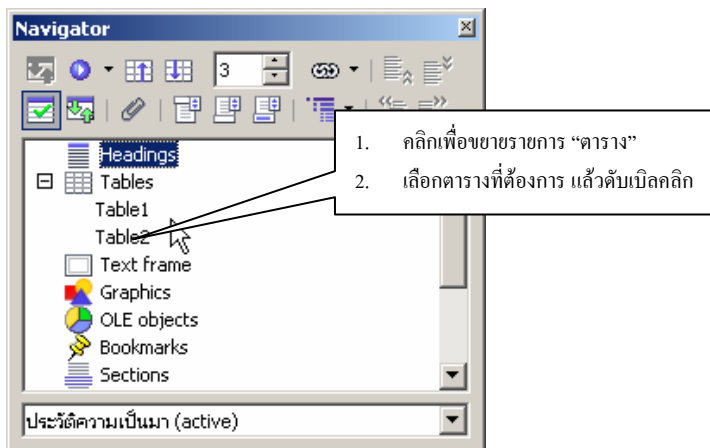 Navigator
3
Headings
Tables
Table1
Table2
Text frame
Graphics
OLE objects
Bookmarks
Sections
ประวัติความเป็นมา (active)
1. คลิกเพื่อขยายรายการ “ตาราง”
2. เลือกตารางที่ต้องการ แล้วดับเบิลคลิก